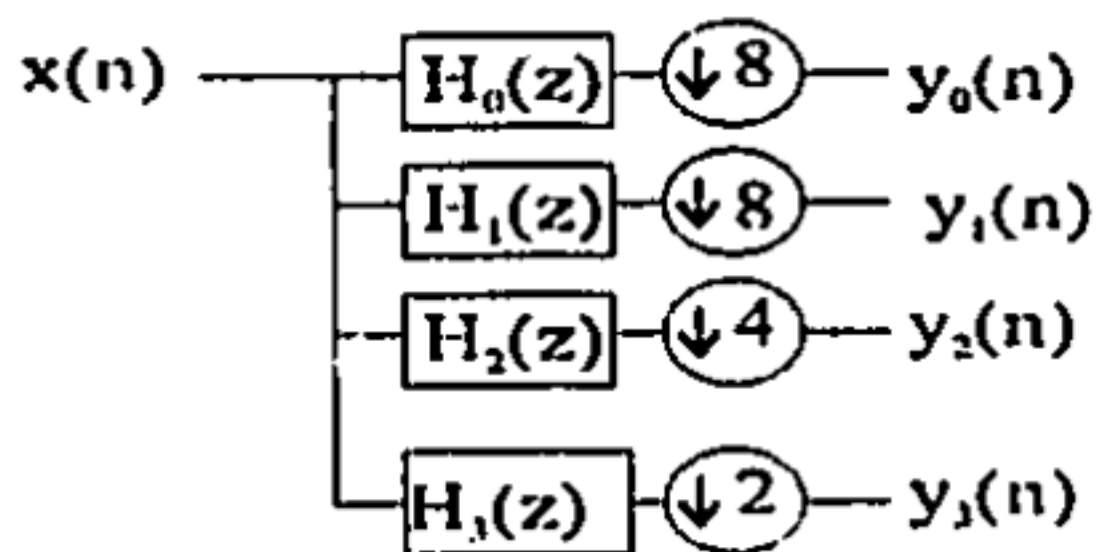 x(n) H₀(z) ↓8 y₀(n)
H₁(z) ↓8 y₁(n)
H₂(z) ↓4 y₂(n)
H₃(z) ↓2 y₃(n)